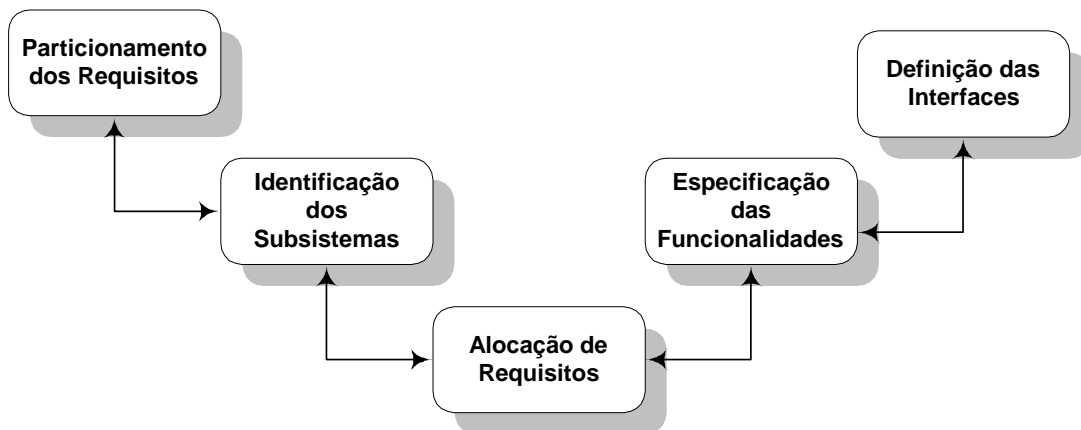 Particionamento
dos Requisitos
Identificação
dos
Subsistemas
Alocação de
Requisitos
Especificação
das
Funcionalidades
Definição das
Interfaces